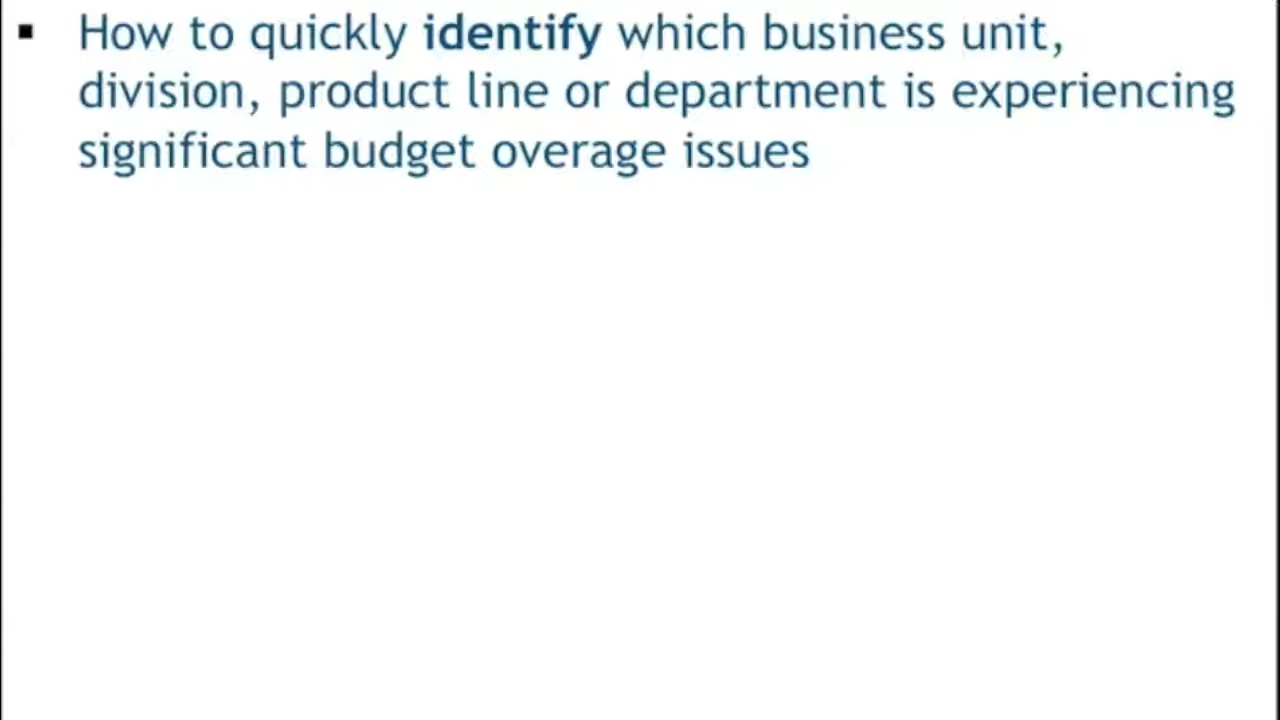 ▪ How to quickly identify which business unit,
division, product line or department is experiencing
significant budget overage issues